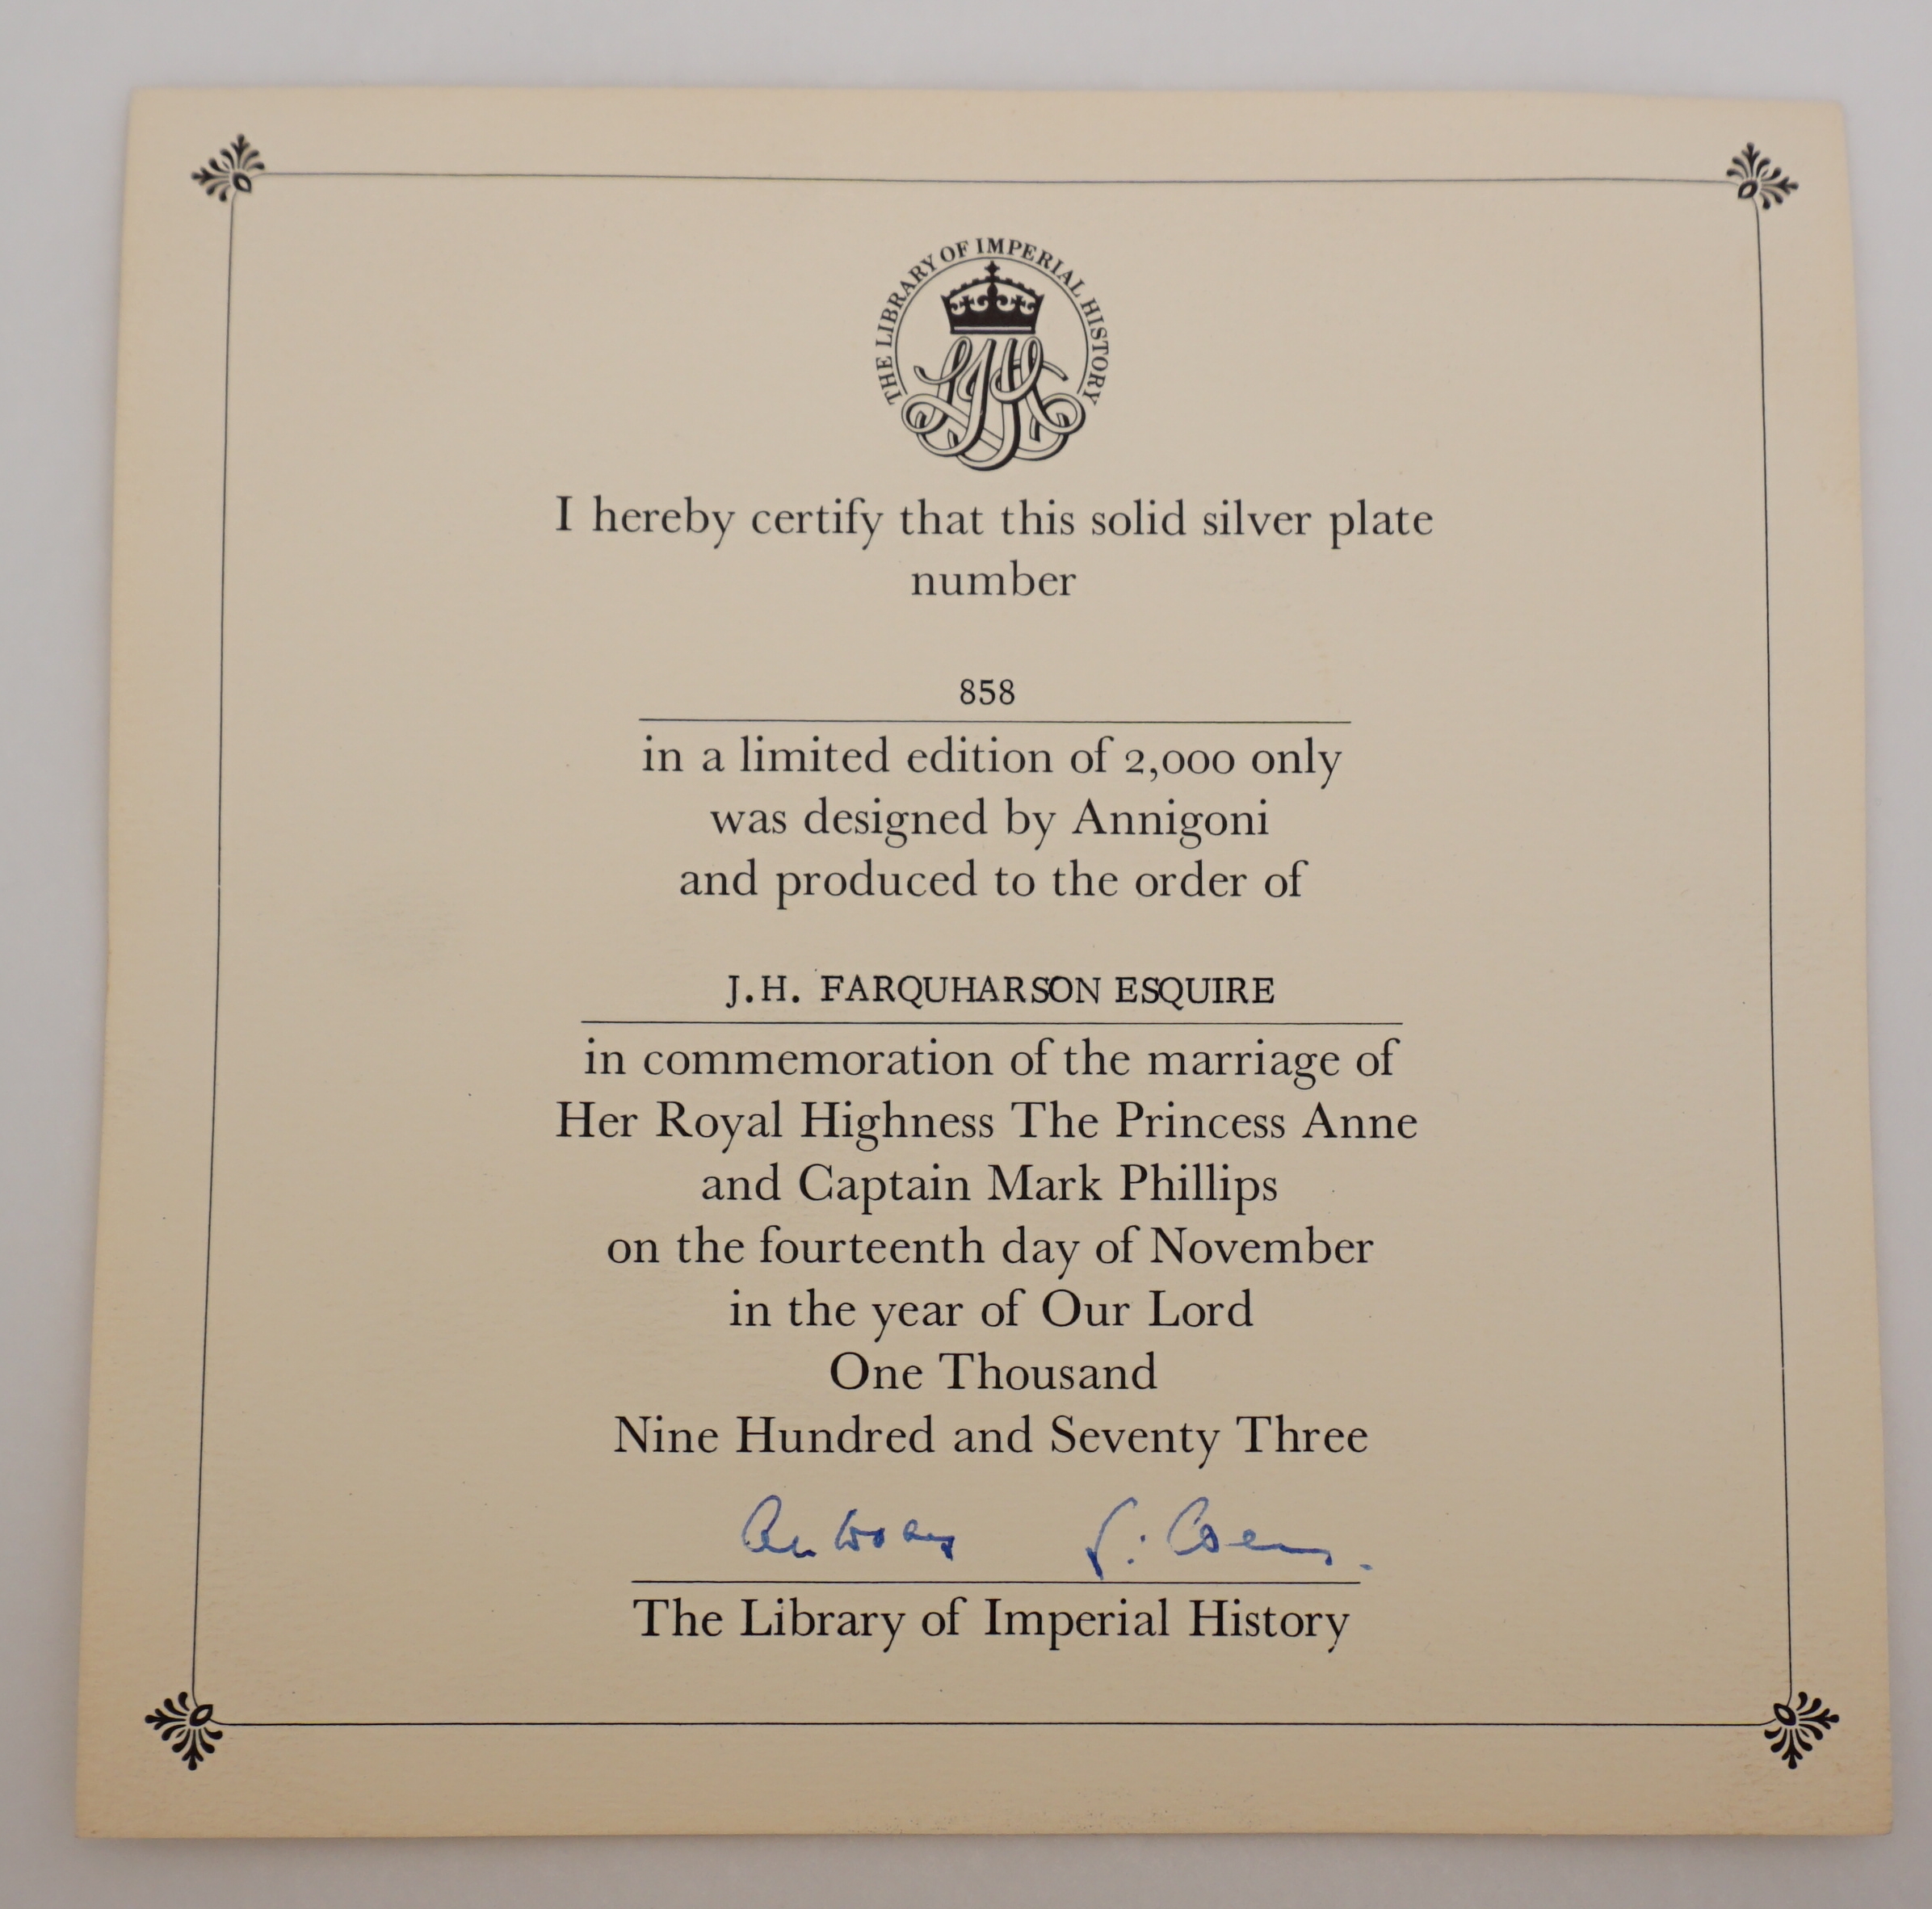 THE LIBRARY OF IMPERIAL HISTORY
I hereby certify that this solid silver plate
number
858
in a limited edition of 2,000 only
was designed by Annigoni
and produced to the order of
J.H. FARQUHARSON ESQUIRE
in commemoration of the marriage of
Her Royal Highness The Princess Anne
and Captain Mark Phillips
on the fourteenth day of November
in the year of Our Lord
One Thousand
Nine Hundred and Seventy Three
The Library of Imperial History